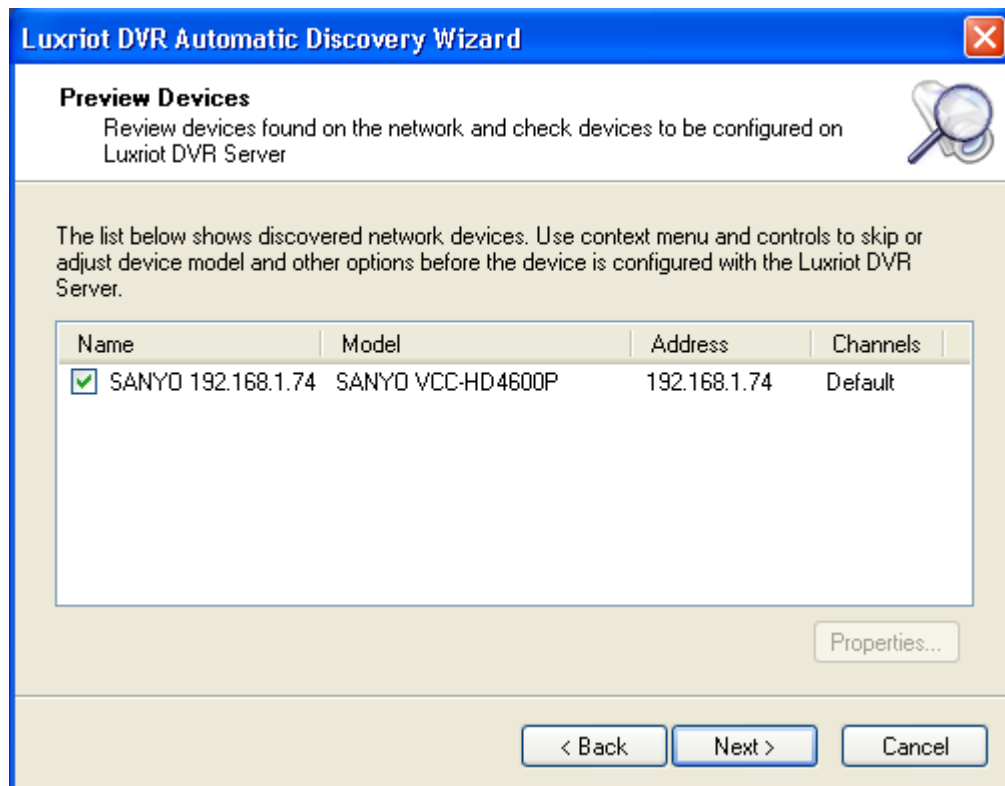 Luxriot DVR Automatic Discovery Wizard
Preview Devices
Review devices found on the network and check devices to be configured on
Luxriot DVR Server
The list below shows discovered network devices. Use context menu and controls to skip or
adjust device model and other options before the device is configured with the Luxriot DVR
Server.
Name Model Address Channels
SANYO 192.168.1.74 SANYO VCC-HD4600P 192.168.1.74 Default
Properties...
< Back Next > Cancel